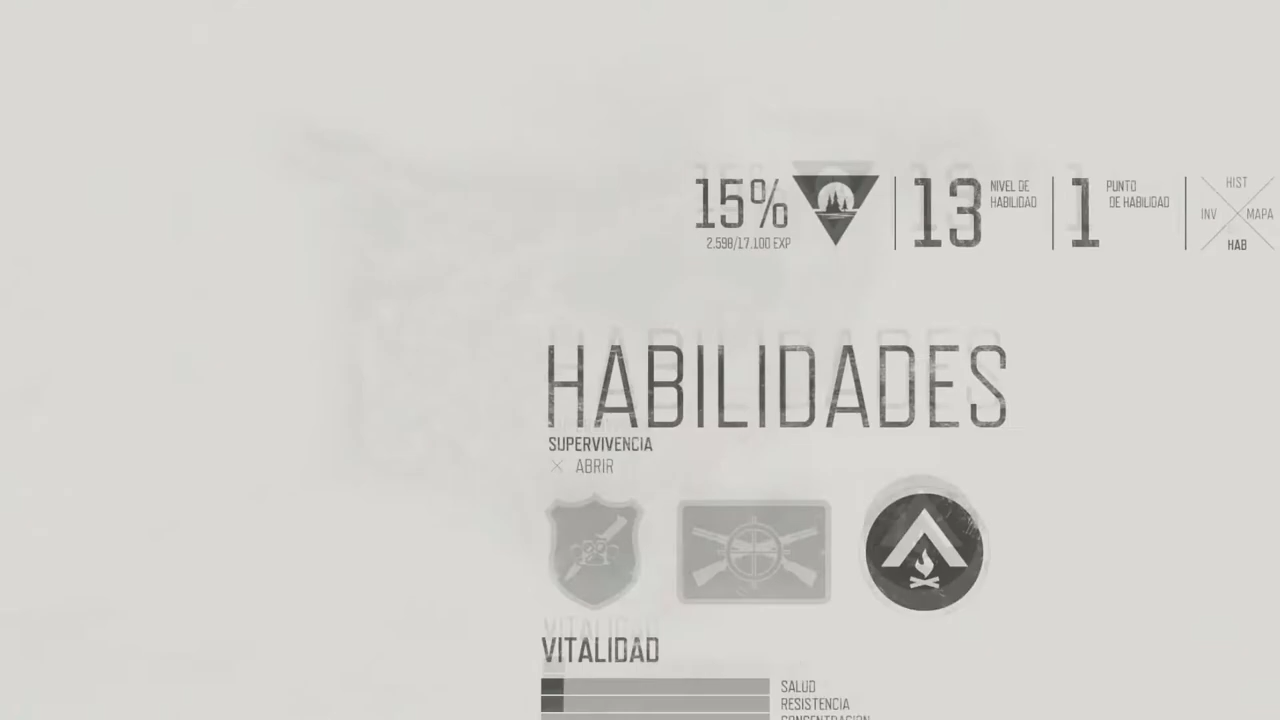 15%
2.598/17.100 EXP
13
NIVEL DE
HABILIDAD
1
PUNTO
DE HABILIDAD
HIST
INV
MAPA
HAB
HABILIDADES
SUPERVIVENCIA
ABRIR
VITALIDAD
SALUD
RESISTENCIA
CONCENTRACIÓN